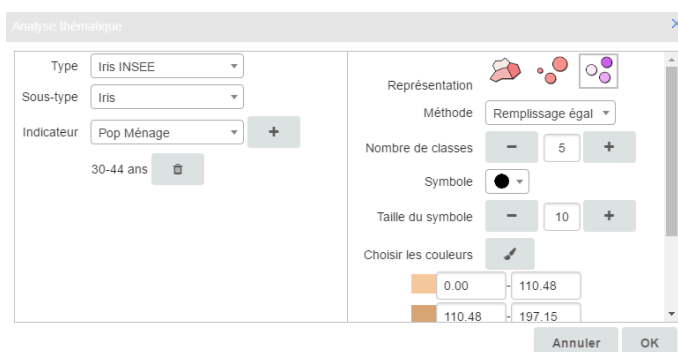 Analyse thématique
Type Iris INSEE
Sous-type Iris
Indicateur Pop Ménage
30-44 ans
Représentation
Méthode Remplissage égal
Nombre de classes - 5 +
Symbole
Taille du symbole - 10 +
Choisir les couleurs
0.00 - 110.48
110.48 - 197.15
Annuler OK